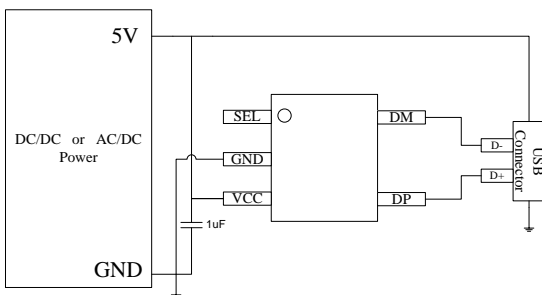 5V
DC/DC or AC/DC
Power
GND
SEL
GND
VCC
1uF
DM
DP
D-
D+
USB
Connector